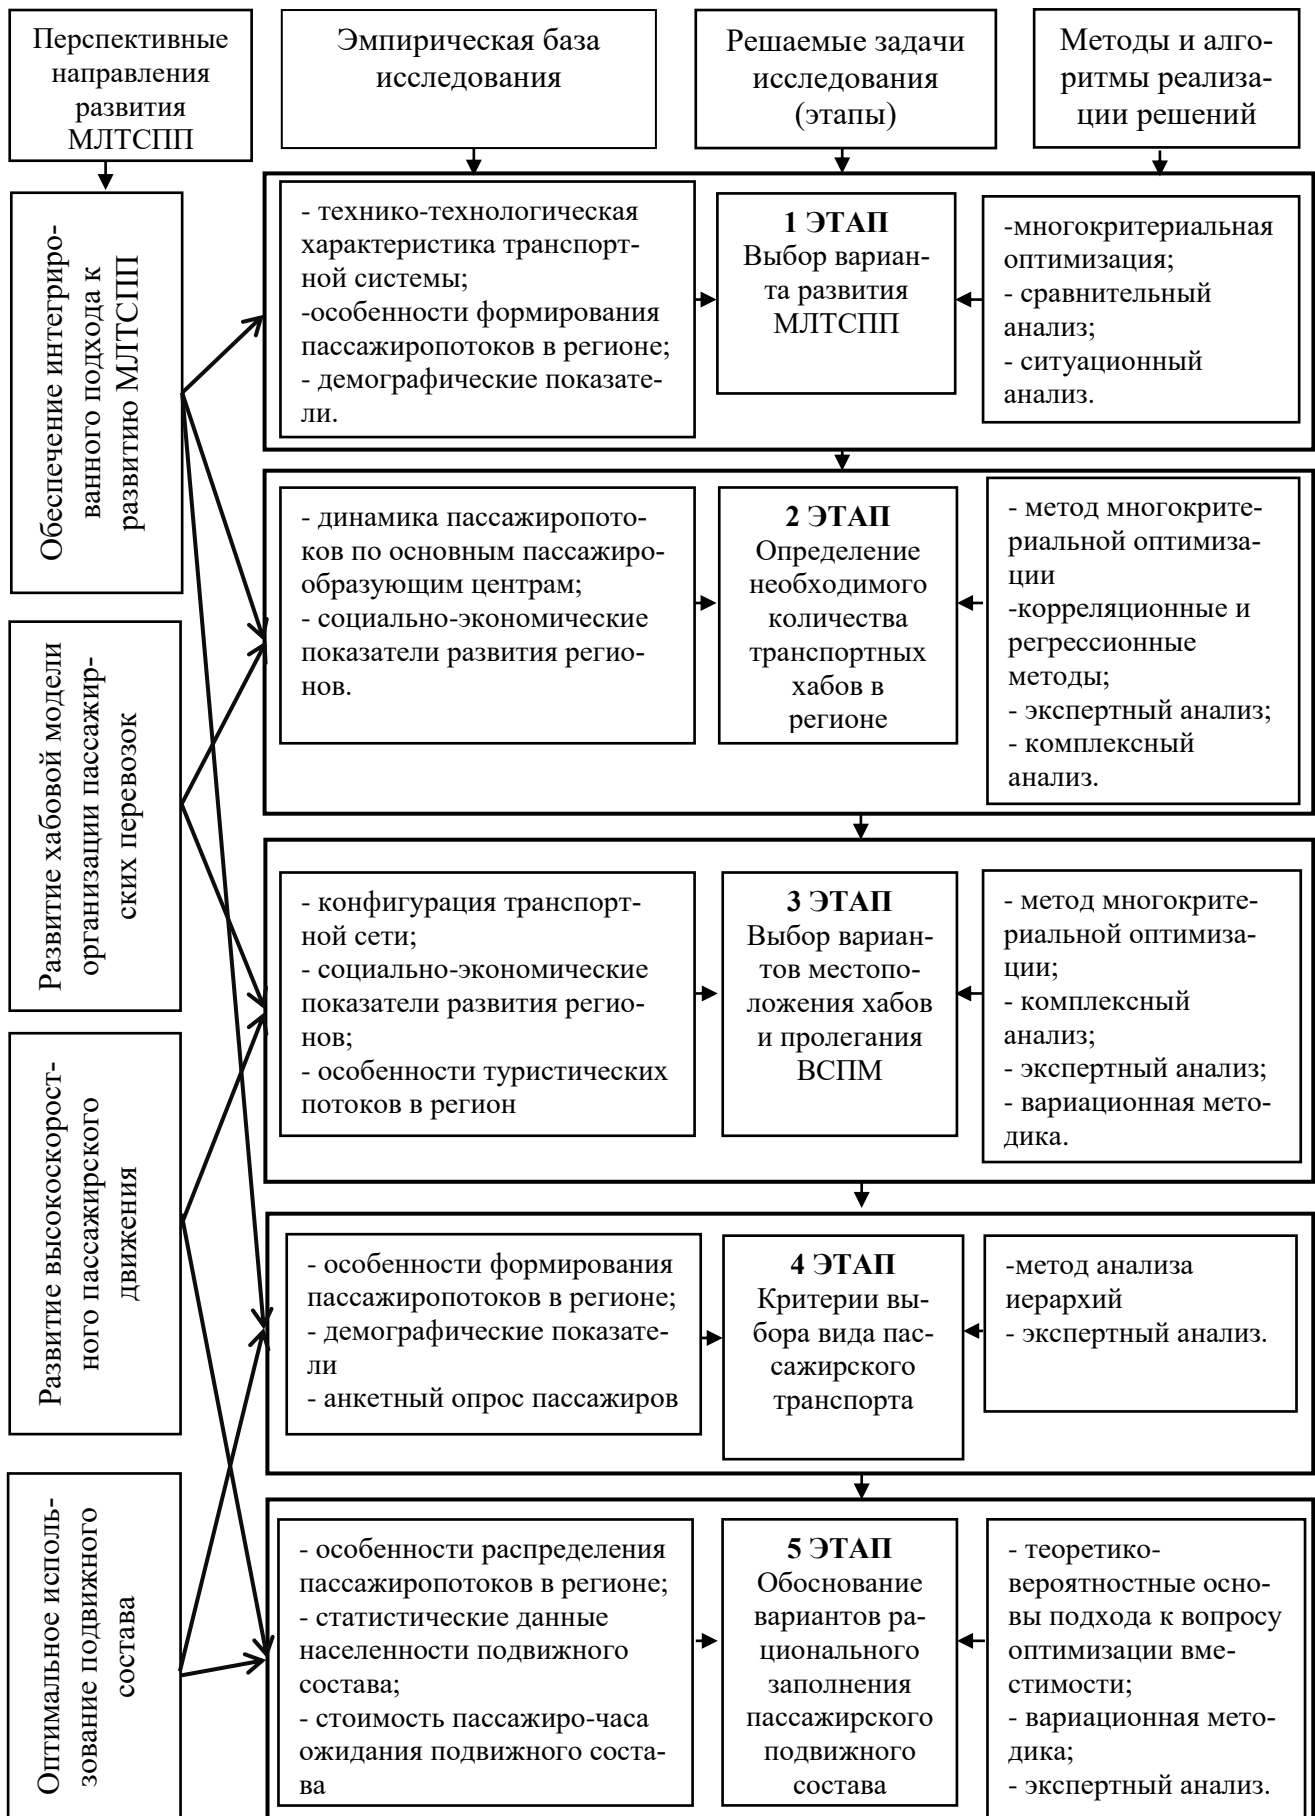 Перспективные
направления
развития
МЛТСПП
Эмпирическая база
исследования
Решаемые задачи
исследования
(этапы)
Методы и алго-
ритмы реализа-
ции решений
Обеспечение интегриро-
ванного подхода к
развитию МЛТСПП
- технико-технологическая
характеристика транспорт-
ной системы;
-особенности формирования
пассажиропотоков в регионе;
- демографические показате-
ли.
1 ЭТАП
Выбор вариан-
та развития
МЛТСПП
-многокритериальная
оптимизация;
- сравнительный
анализ;
- ситуационный
анализ.
- динамика пассажиропото-
ков по основным пассажиро-
образующим центрам;
- социально-экономические
показатели развития регио-
нов.
2 ЭТАП
Определение
необходимого
количества
транспортных
хабов в
регионе
- метод многокрите-
риальной оптимиза-
ции
-корреляционные и
регрессионные
методы;
- экспертный анализ;
- комплексный
анализ.
Развитие хабовой модели
организации пассажир-
ских перевозок
- конфигурация транспорт-
ной сети;
- социально-экономические
показатели развития регио-
нов;
- особенности туристических
потоков в регион
3 ЭТАП
Выбор вариан-
тов местопо-
ложения хабов
и пролегания
ВСПМ
- метод многокрите-
риальной оптимиза-
ции;
- комплексный
анализ;
- экспертный анализ;
- вариационная мето-
дика.
Развитие высокоскорост-
ного пассажирского
движения
- особенности формирования
пассажиропотоков в регионе;
- демографические показате-
ли
- анкетный опрос пассажиров
4 ЭТАП
Критерии вы-
бора вида пас-
сажирского
транспорта
-метод анализа
иерархий
- экспертный анализ.
Оптимальное исполь-
зование подвижного
состава
- особенности распределения
пассажиропотоков в регионе;
- статистические данные
населенности подвижного
состава;
- стоимость пассажиро-часа
ожидания подвижного соста-
ва
5 ЭТАП
Обоснование
вариантов ра-
ционального
заполнения
пассажирского
подвижного
состава
- теоретико-
вероятностные осно-
вы подхода к вопросу
оптимизации вме-
стимости;
- вариационная мето-
дика;
- экспертный анализ.